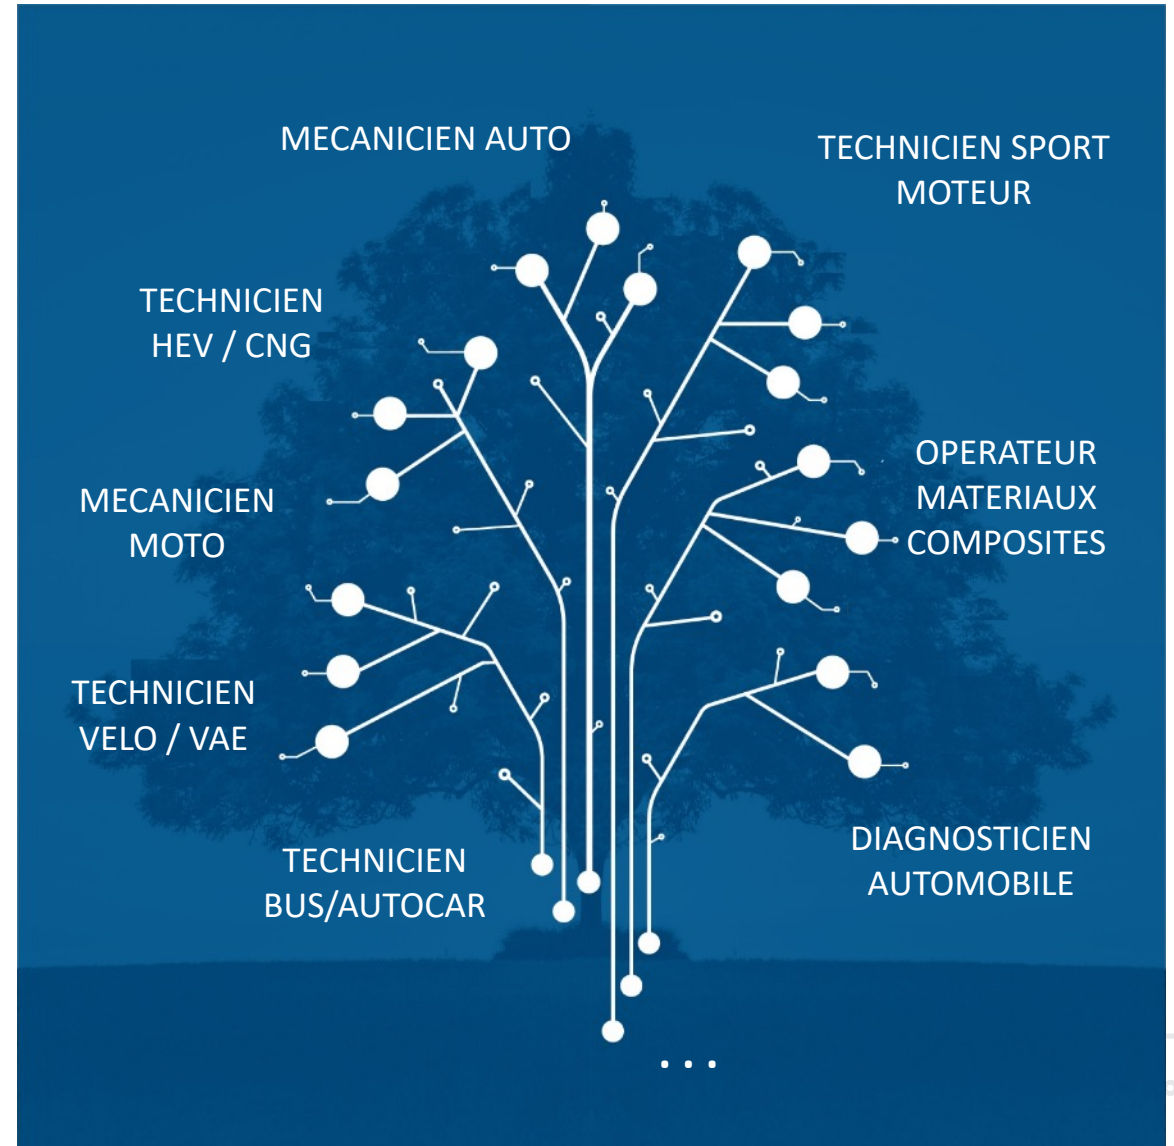 MECANICIEN AUTO
TECHNICIEN SPORT
MOTEUR
TECHNICIEN
HEV / CNG
OPERATEUR
MATERIAUX
COMPOSITES
MECANICIEN
MOTO
TECHNICIEN
VELO / VAE
DIAGNOSTICIEN
AUTOMOBILE
TECHNICIEN
BUS/AUTOCAR
...